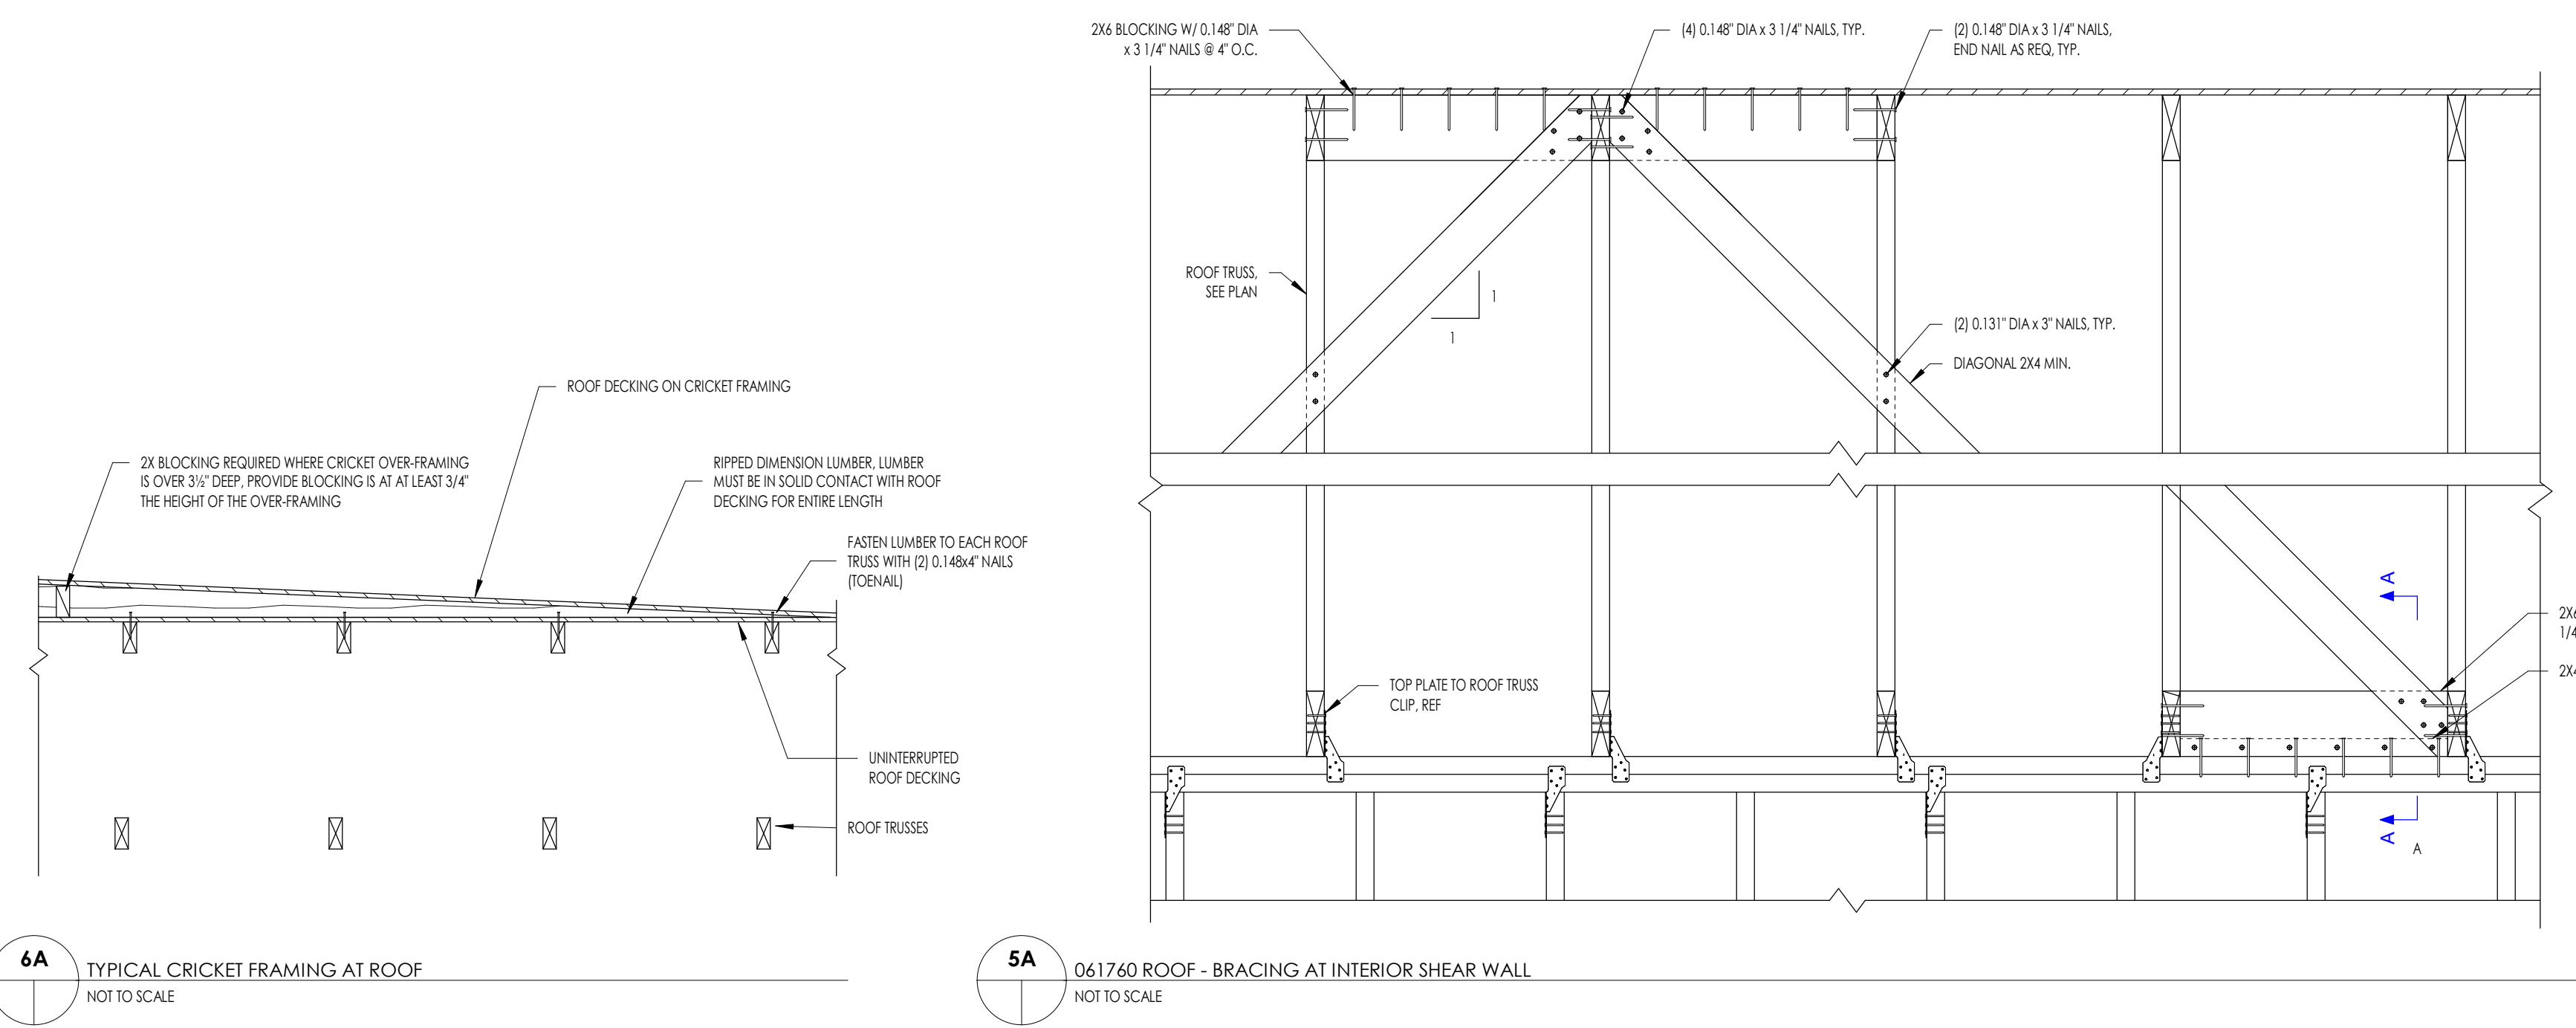 2X6 BLOCKING W/ 0.148" DIA
x 3 1/4" NAILS @ 4" O.C.
(4) 0.148" DIA x 3 1/4" NAILS, TYP.
(2) 0.148" DIA x 3 1/4" NAILS,
END NAIL AS REQ, TYP.
ROOF TRUSS,
SEE PLAN
1
1
(2) 0.131" DIA x 3" NAILS, TYP.
DIAGONAL 2X4 MIN.
ROOF DECKING ON CRICKET FRAMING
2X BLOCKING REQUIRED WHERE CRICKET OVER-FRAMING
IS OVER 3½" DEEP, PROVIDE BLOCKING IS AT AT LEAST 3/4"
THE HEIGHT OF THE OVER-FRAMING
RIPPED DIMENSION LUMBER, LUMBER
MUST BE IN SOLID CONTACT WITH ROOF
DECKING FOR ENTIRE LENGTH
FASTEN LUMBER TO EACH ROOF
TRUSS WITH (2) 0.148x4" NAILS
(TOENAIL)
UNINTERRUPTED
ROOF DECKING
ROOF TRUSSES
TOP PLATE TO ROOF TRUSS
CLIP, REF
A
2X6
1/4
2X4
A
A
6A
TYPICAL CRICKET FRAMING AT ROOF
NOT TO SCALE
5A
061760 ROOF - BRACING AT INTERIOR SHEAR WALL
NOT TO SCALE